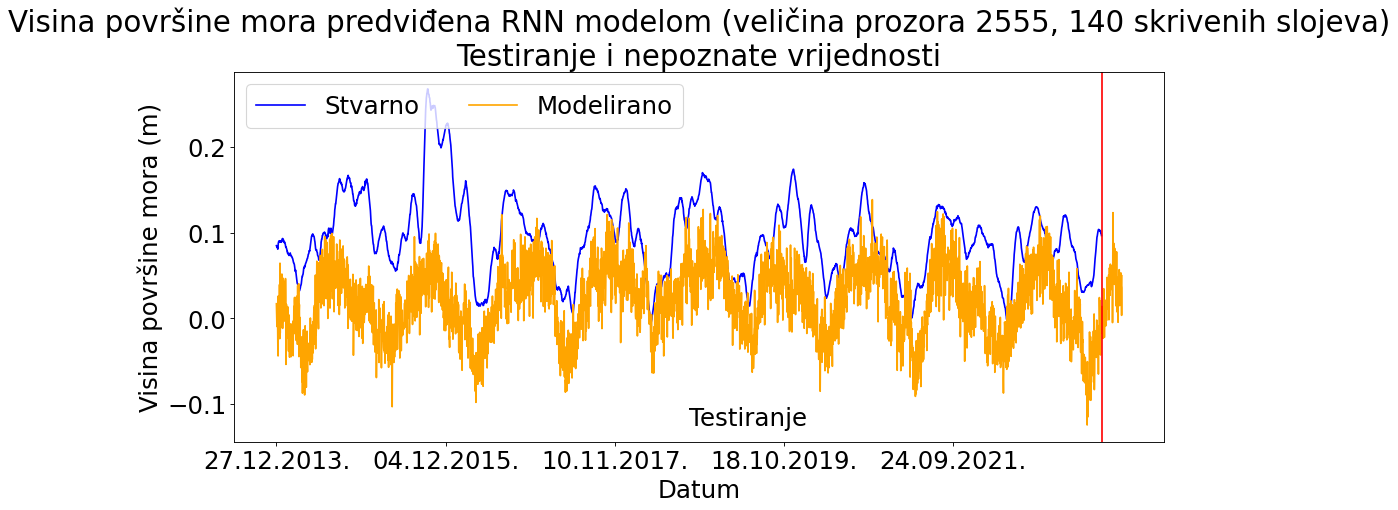 Visina površine mora predviđena RNN modelom (veličina prozora 2555, 140 skrivenih slojeva)
Testiranje i nepoznate vrijednosti
Stvarno Modelirano
Visina površine mora (m)
0.2
0.1
0.0
−0.1
Testiranje
27.12.2013. 04.12.2015. 10.11.2017. 18.10.2019. 24.09.2021.
Datum